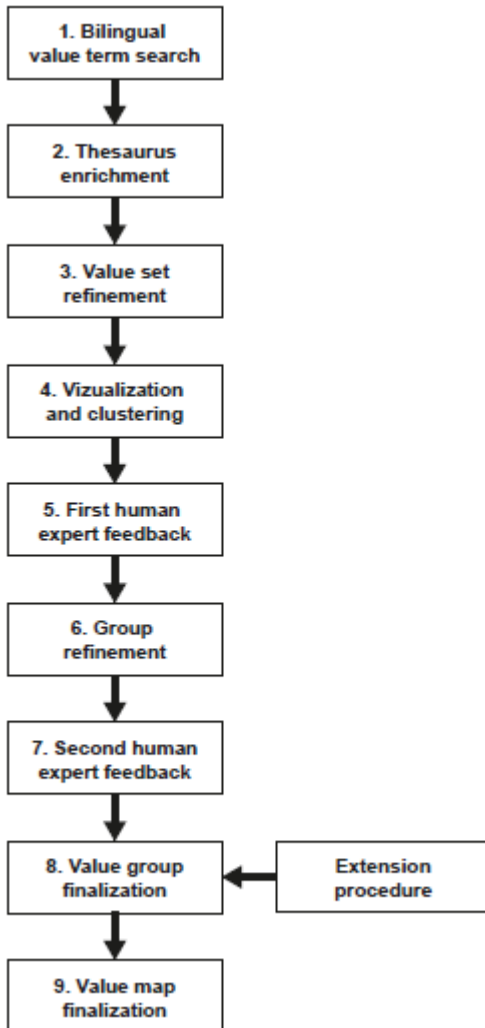 1. Bilingual
value term search
2. Thesaurus
enrichment
3. Value set
refinement
4. Vizualization
and clustering
5. First human
expert feedback
6. Group
refinement
7. Second human
expert feedback
8. Value group
finalization
Extension
procedure
9. Value map
finalization